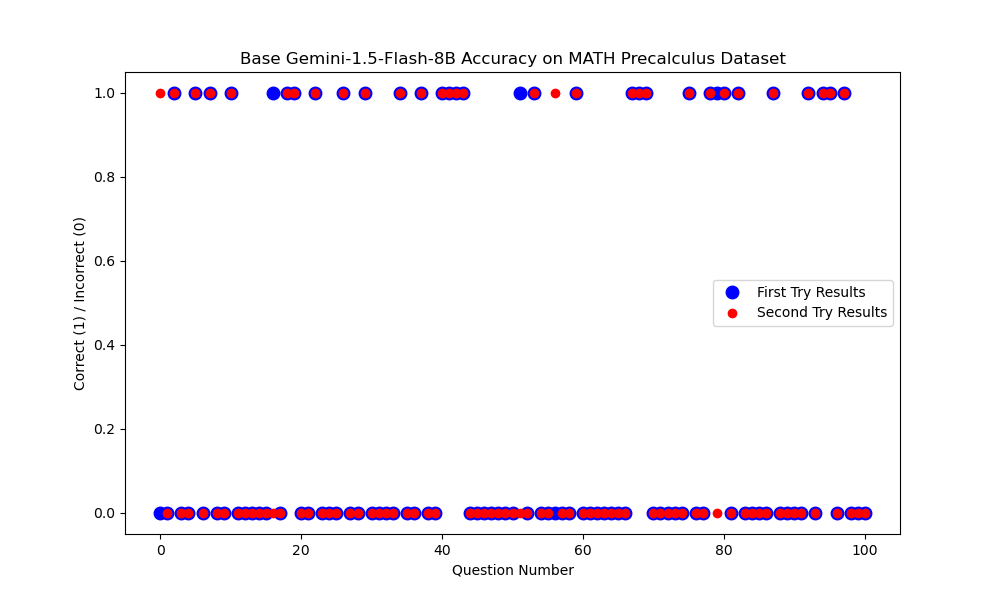 Base Gemini-1.5-Flash-8B Accuracy on MATH Precalculus Dataset
1.0
0.8
0.6
0.4
0.2
0.0
Correct (1) / Incorrect (0)
First Try Results
Second Try Results
0 20 40 60 80 100
Question Number